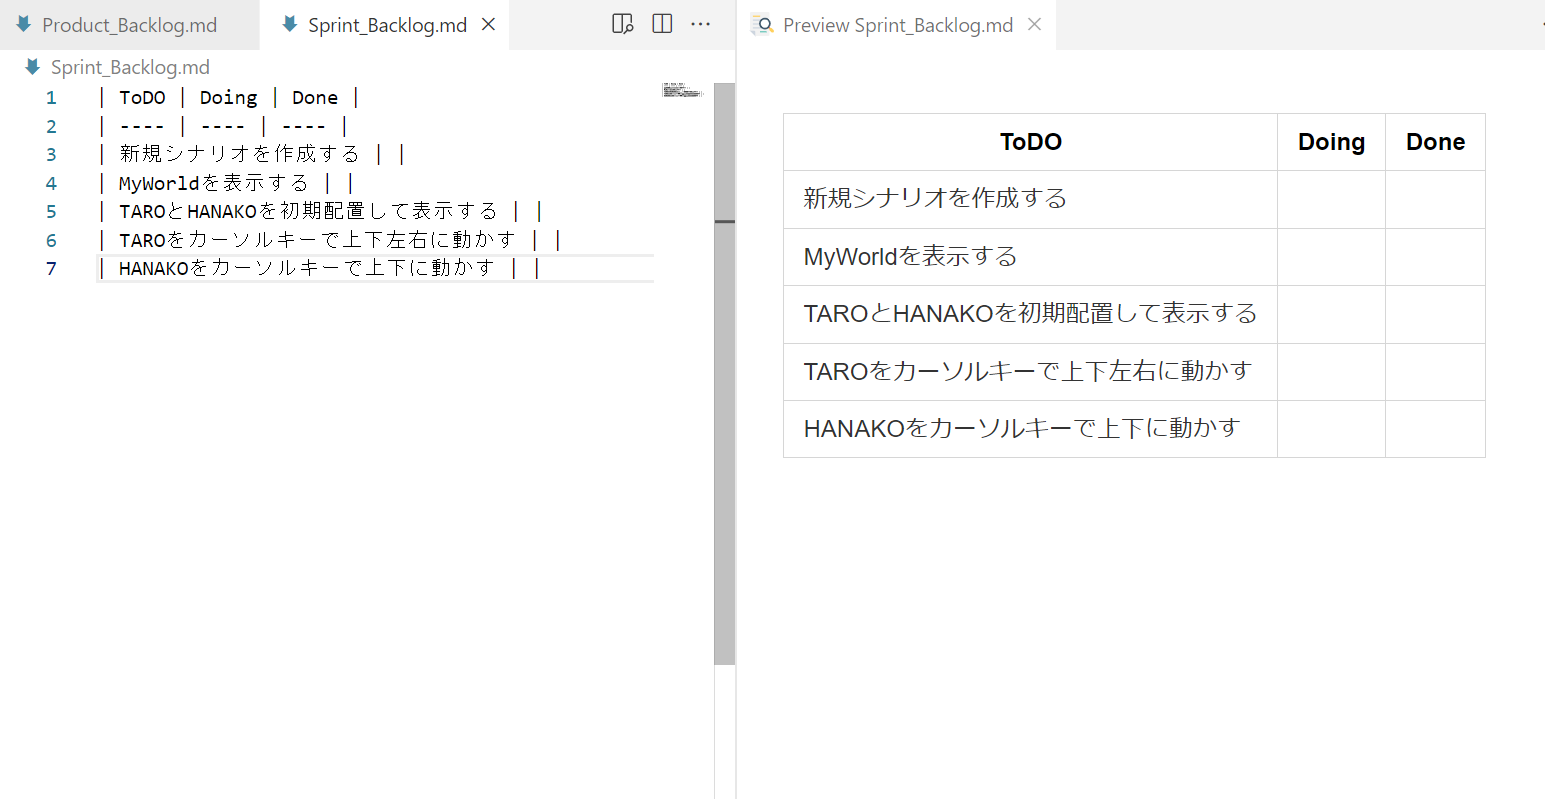 Product_Backlog.md
Sprint_Backlog.md
Sprint_Backlog.md
1 | ToDO | Doing | Done |
2 | ---- | ---- | ---- |
3 | 新規シナリオを作成する | |
4 | MyWorldを表示する | |
5 | TAROとHANAKOを初期配置して表示する | |
6 | TAROをカーソルキーで上下左右に動かす | |
7 | HANAKOをカーソルキーで上下に動かす | |
Preview Sprint_Backlog.md
ToDO Doing Done
新規シナリオを作成する
MyWorldを表示する
TAROとHANAKOを初期配置して表示する
TAROをカーソルキーで上下左右に動かす
HANAKOをカーソルキーで上下に動かす